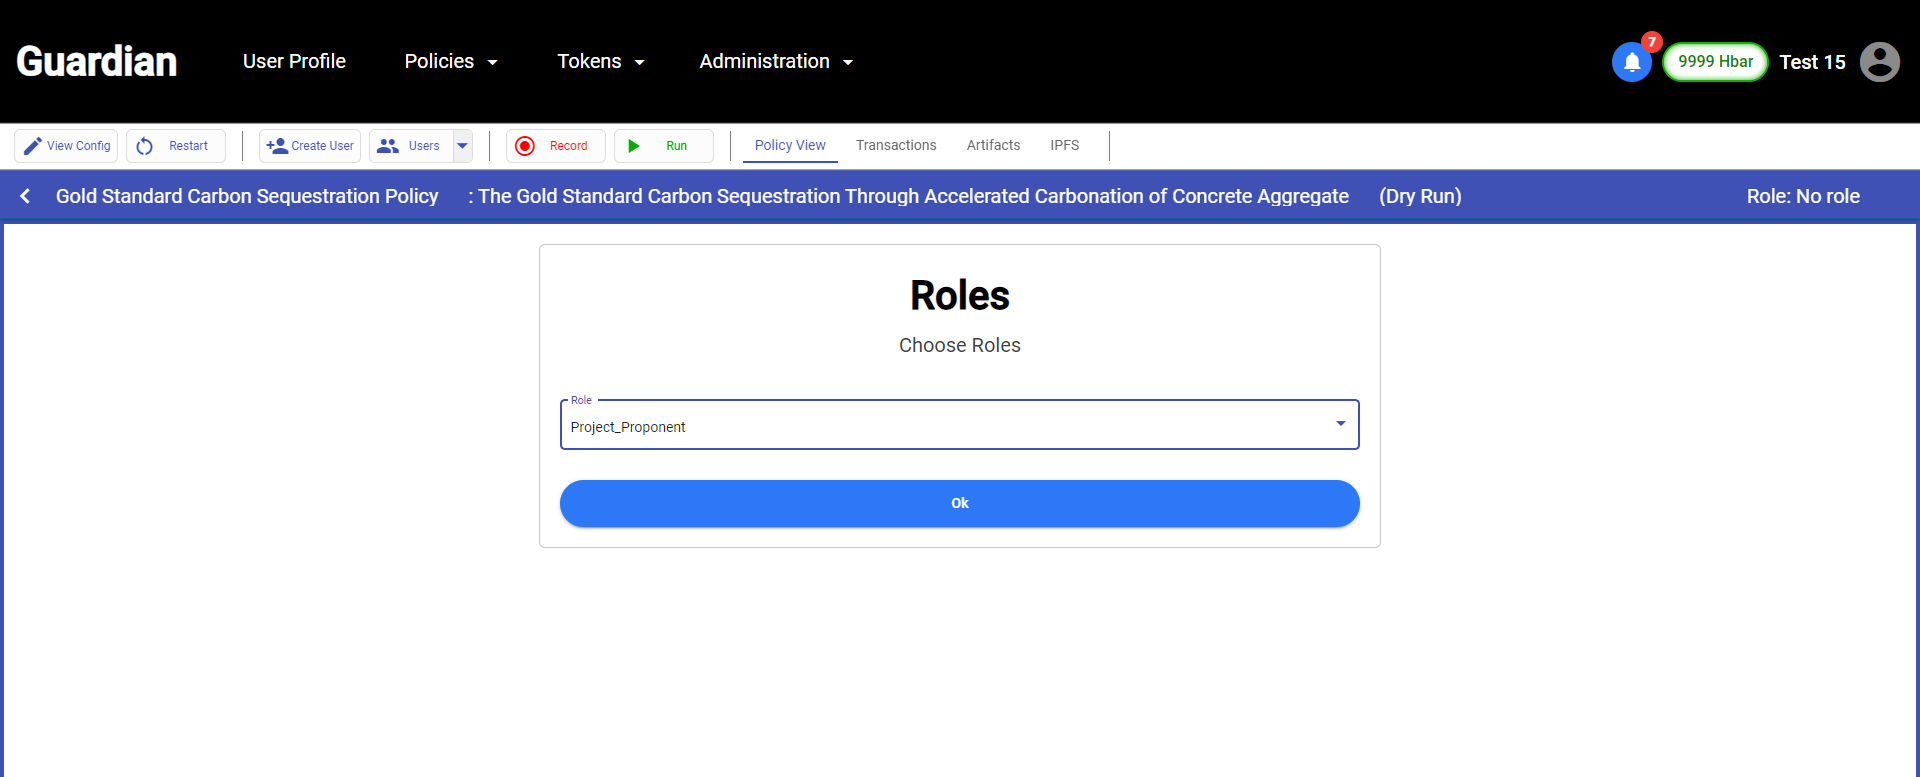 Guardian User Profile Policies Tokens Administration 7 9999 Hbar Test 15
View Config Restart Create User Users Record Run Policy View Transactions Artifacts IPFS
Gold Standard Carbon Sequestration Policy : The Gold Standard Carbon Sequestration Through Accelerated Carbonation of Concrete Aggregate (Dry Run) Role: No role
Roles
Choose Roles
Role
Project_Proponent
Ok